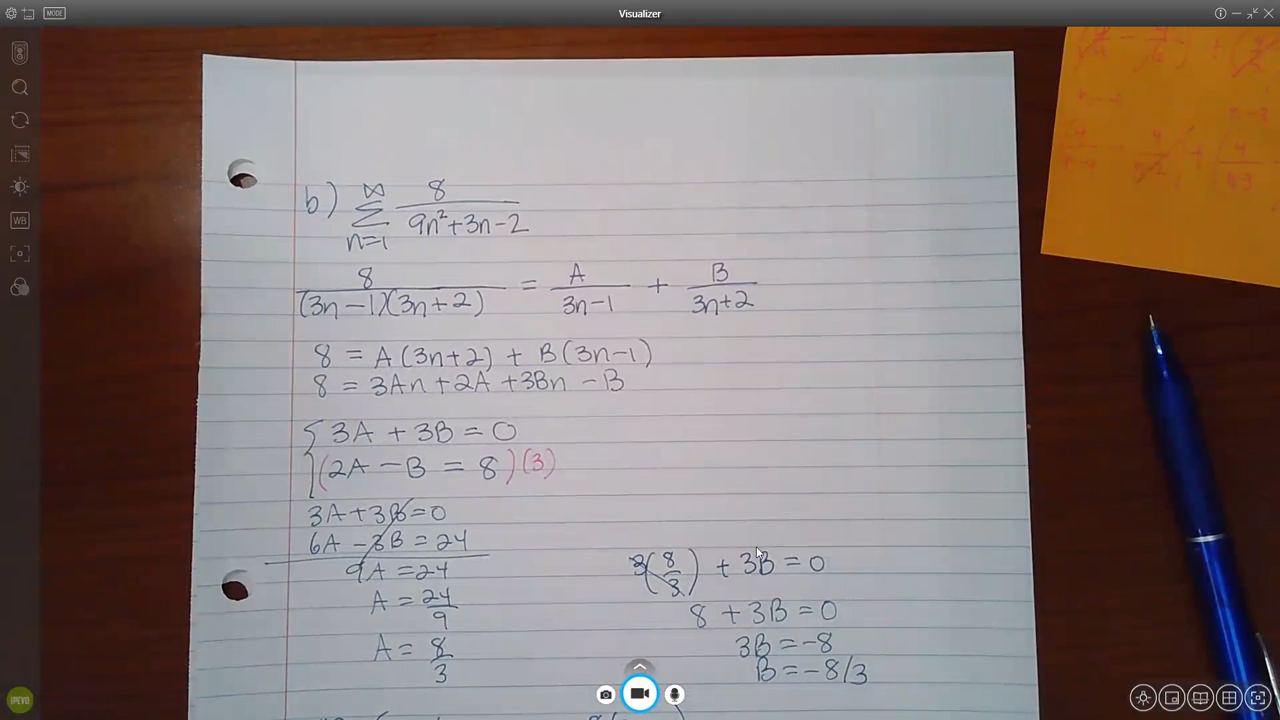 Visualizer
MODE
WB
b) ∞ Σ n=1 8/(9n²+3n-2)
8/((3n-1)(3n+2)) = A/(3n-1) + B/(3n+2)
8 = A(3n+2) + B(3n-1)
8 = 3An + 2A + 3Bn - B
{ 3A + 3B = 0
(2A - B = 8)(3)
3A + 3B = 0
6A - 3B = 24
9A = 24
A = 24/9
A = 8/3
3(8/3) + 3B = 0
8 + 3B = 0
3B = -8
B = -8/3
IPEVO